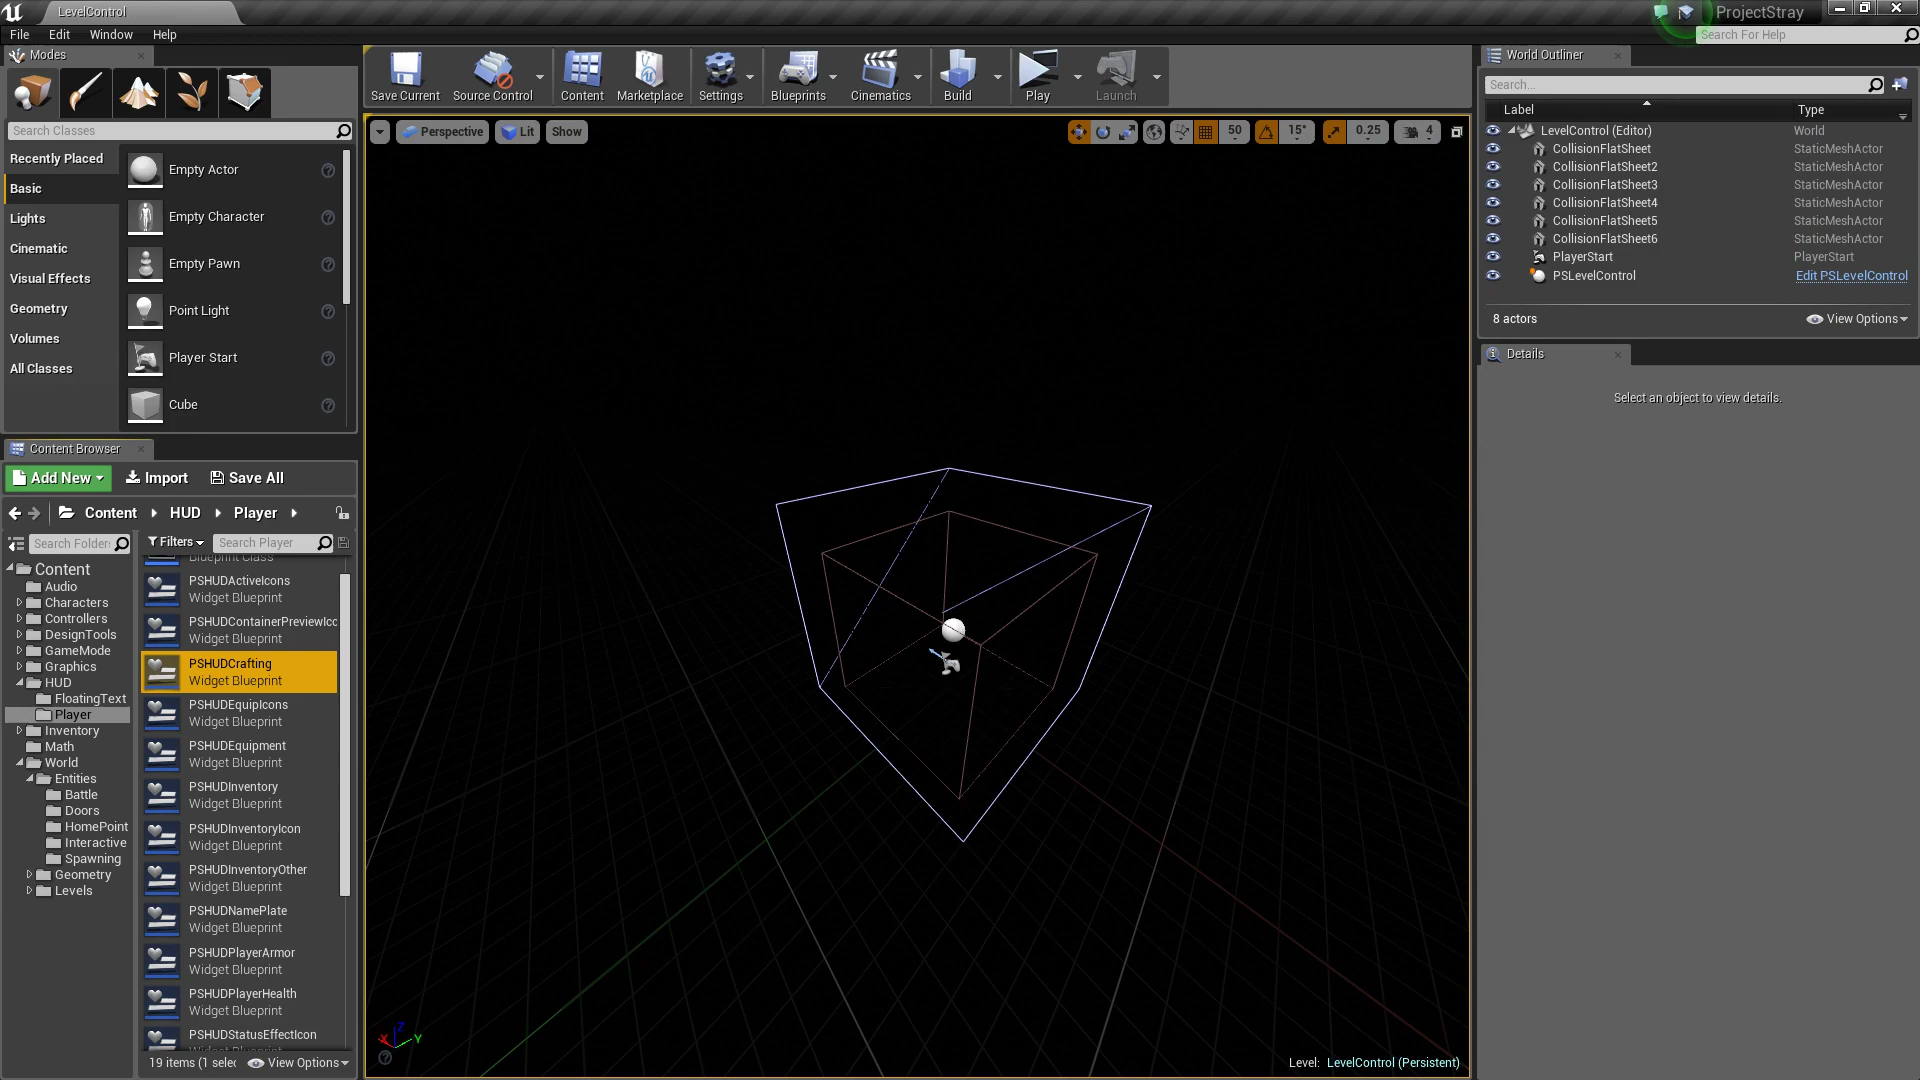 LevelControl
ProjectStray
File Edit Window Help
Search For Help
Modes
Search Classes
Recently Placed
Basic
Lights
Cinematic
Visual Effects
Geometry
Volumes
All Classes
Empty Actor
Empty Character
Empty Pawn
Point Light
Player Start
Cube
Save Current
Source Control
Content
Marketplace
Settings
Blueprints
Cinematics
Build
Play
Launch
Perspective
Lit
Show
50
15°
0.25
4
X
Z
Y
Level: LevelControl (Persistent)
Content Browser
Add New
Import
Save All
Content
HUD
Player
Search Folders
Filters
Search Player
Content
Audio
Characters
Controllers
DesignTools
GameMode
Graphics
HUD
FloatingText
Player
Inventory
Math
World
Entities
Battle
Doors
HomePoint
Interactive
Spawning
Geometry
Levels
Blueprint Class
PSHUDActiveIcons
Widget Blueprint
PSHUDContainerPreviewIco
Widget Blueprint
PSHUDCrafting
Widget Blueprint
PSHUDEquipIcons
Widget Blueprint
PSHUDEquipment
Widget Blueprint
PSHUDInventory
Widget Blueprint
PSHUDInventoryIcon
Widget Blueprint
PSHUDInventoryOther
Widget Blueprint
PSHUDNamePlate
Widget Blueprint
PSHUDPlayerArmor
Widget Blueprint
PSHUDPlayerHealth
Widget Blueprint
PSHUDStatusEffectIcon
Widget Blueprint
19 items (1 selec
View Options
World Outliner
Search...
Label Type
LevelControl (Editor) World
CollisionFlatSheet StaticMeshActor
CollisionFlatSheet2 StaticMeshActor
CollisionFlatSheet3 StaticMeshActor
CollisionFlatSheet4 StaticMeshActor
CollisionFlatSheet5 StaticMeshActor
CollisionFlatSheet6 StaticMeshActor
PlayerStart PlayerStart
PSLevelControl Edit PSLevelControl
8 actors
View Options
Details
Select an object to view details.